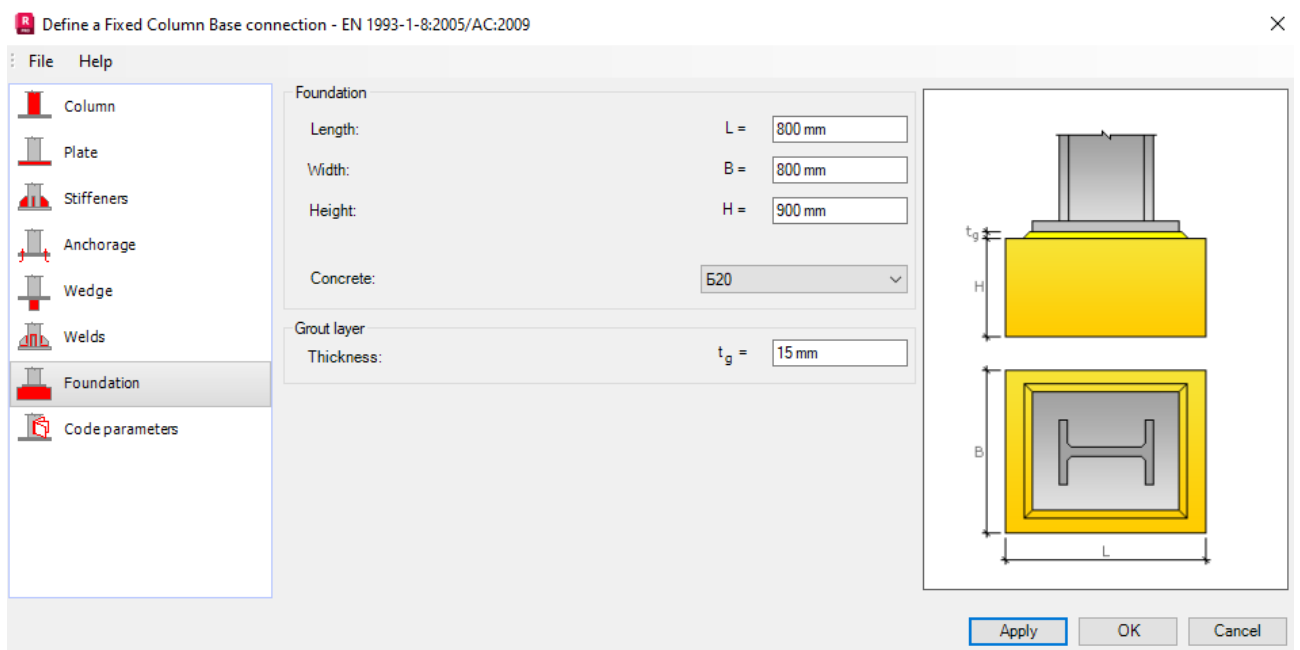 Define a Fixed Column Base connection - EN 1993-1-8:2005/AC:2009
File Help
Column
Plate
Stiffeners
Anchorage
Wedge
Welds
Foundation
Code parameters
Foundation
Length: L = 800 mm
Width: B = 800 mm
Height: H = 900 mm
Concrete: Б20
Grout layer
Thickness: tg = 15 mm
tg
H
B
L
Apply OK Cancel